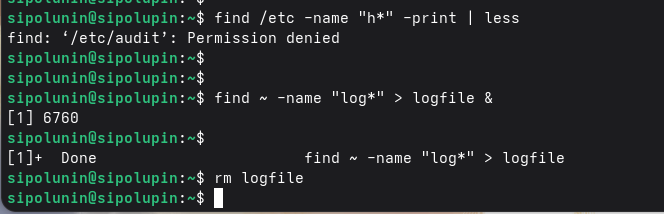 sipolunin@sipolupin:~$ find /etc -name "h*" -print | less
find: ‘/etc/audit’: Permission denied
sipolunin@sipolupin:~$
sipolunin@sipolupin:~$
sipolunin@sipolupin:~$ find ~ -name "log*" > logfile &
[1] 6760
sipolunin@sipolupin:~$
[1]+  Done                    find ~ -name "log*" > logfile
sipolunin@sipolupin:~$ rm logfile
sipolunin@sipolupin:~$